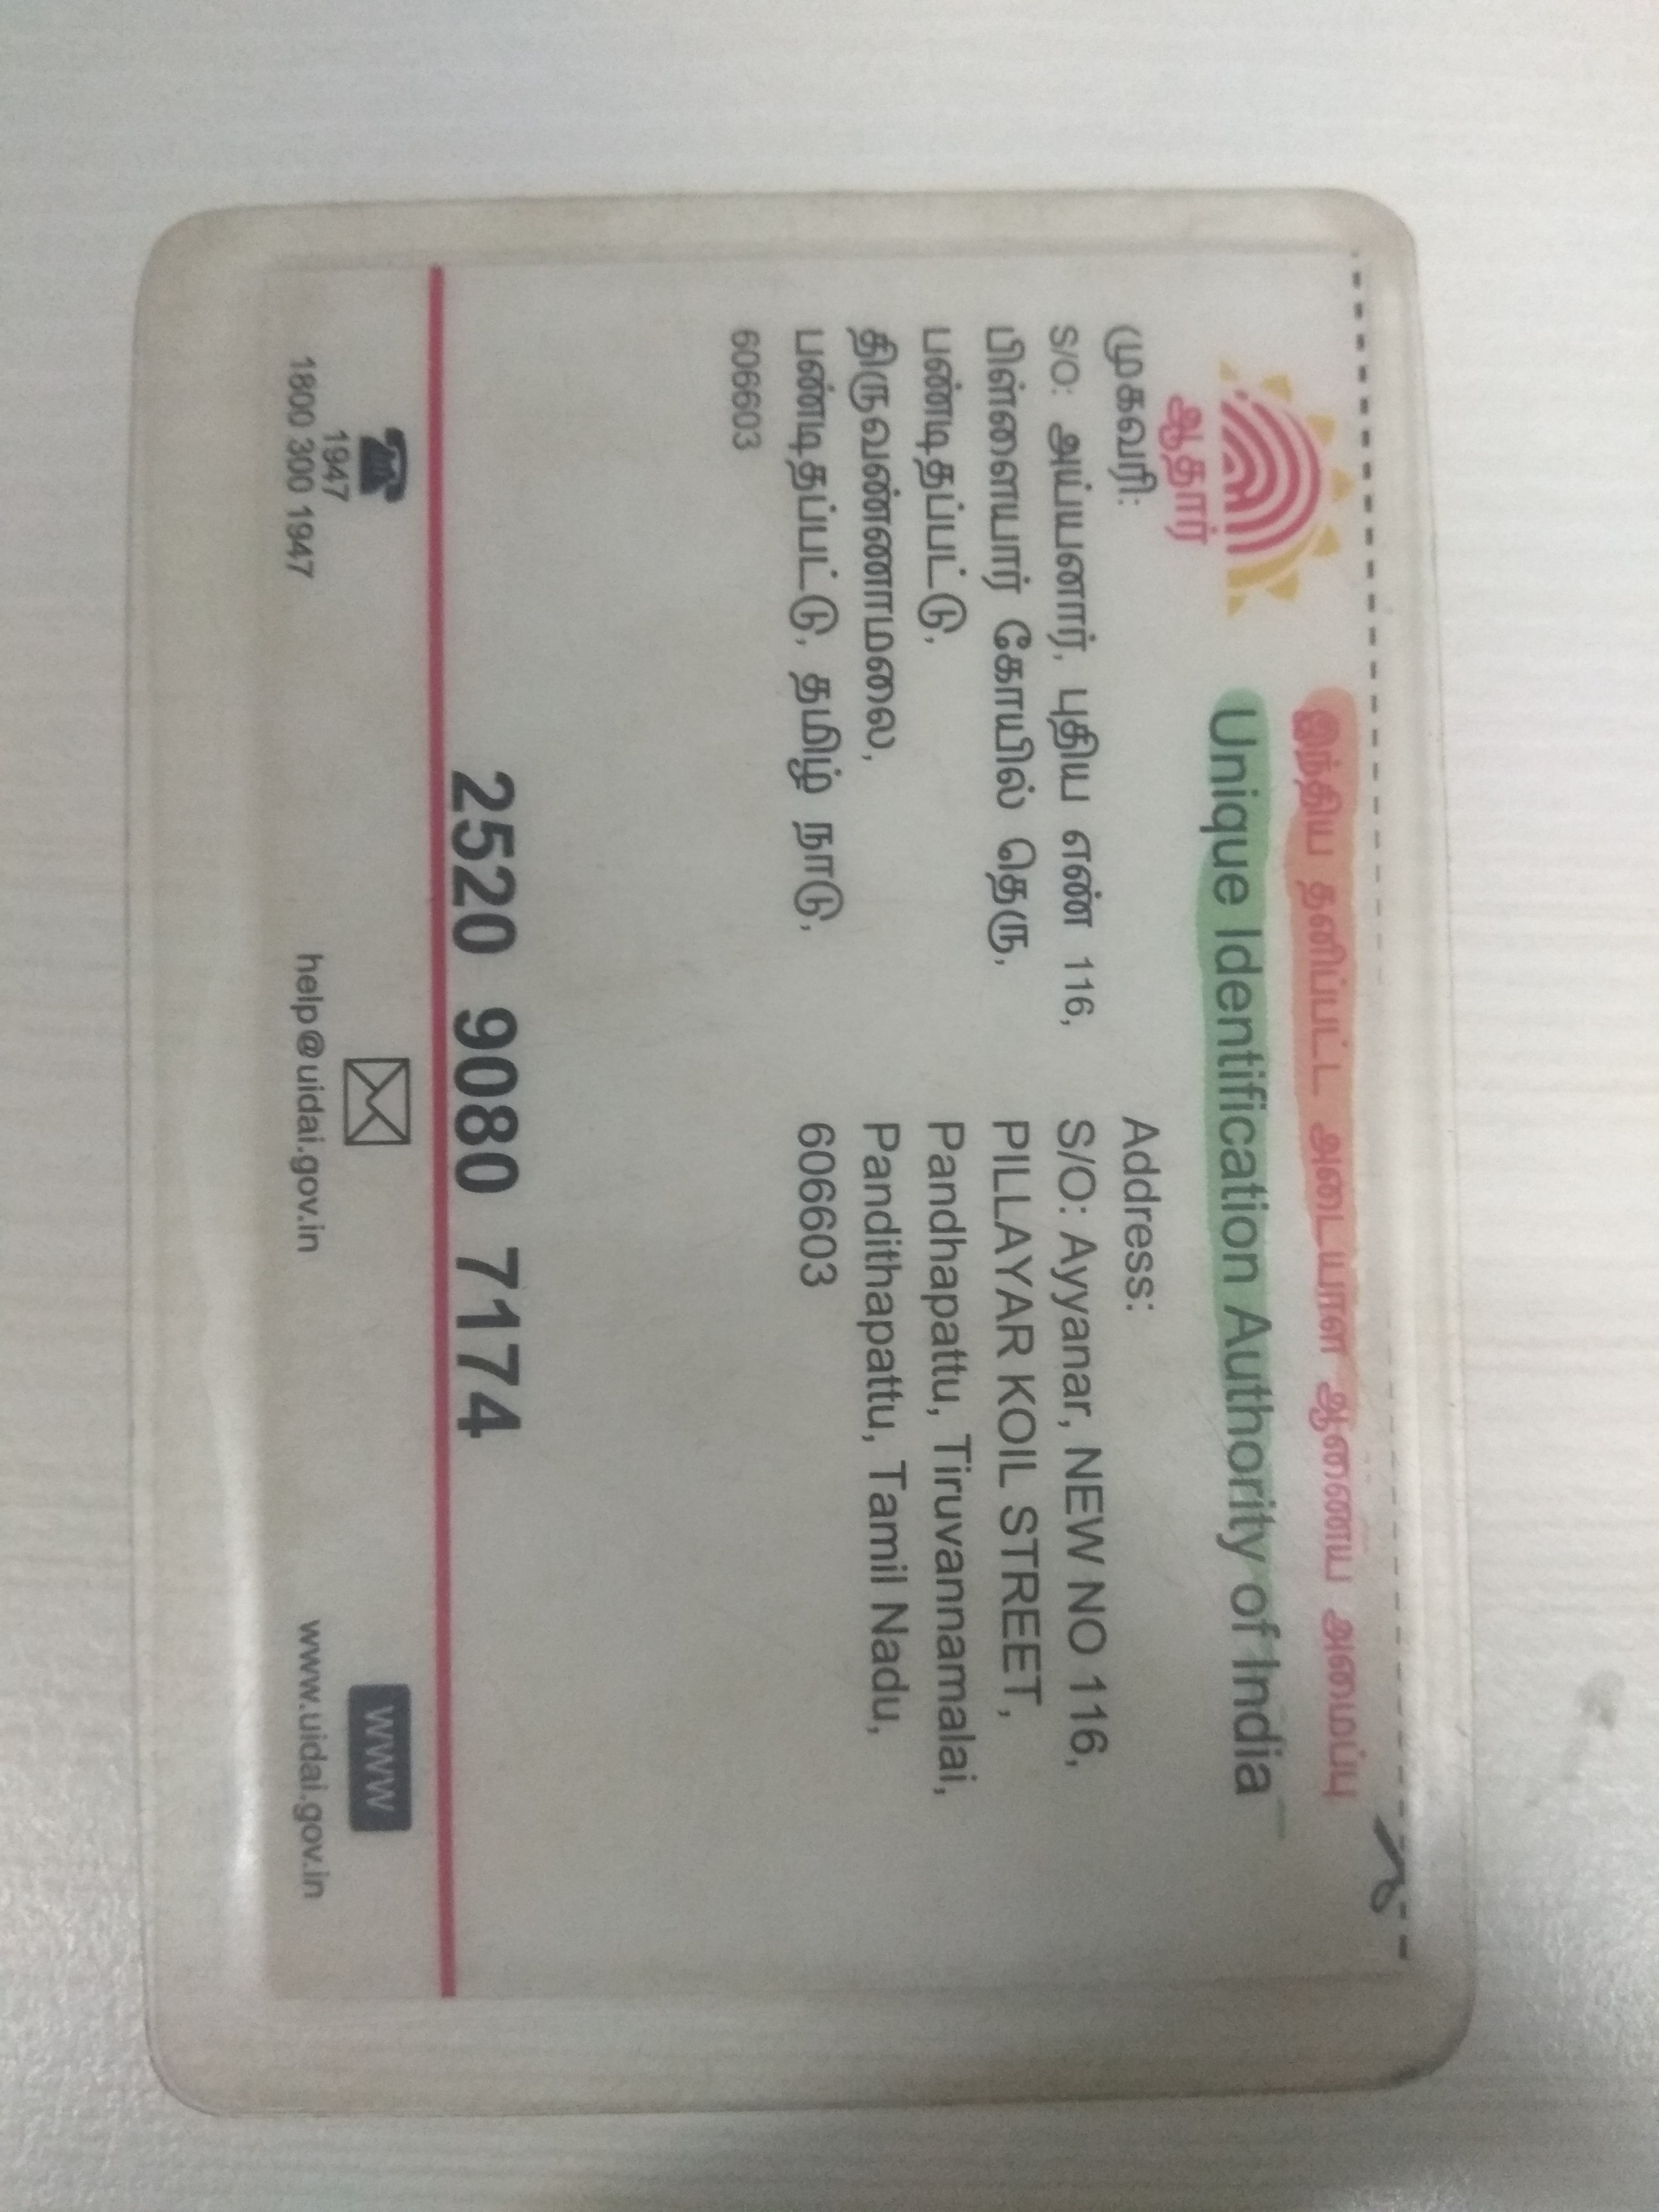 இந்திய தனிப்பட்ட அடையாள ஆணைய அமைப்பு
Unique Identification Authority of India
ஆதார்
முகவரி:
S/O: அய்யனார், புதிய எண் 116,
பிள்ளையார் கோயில் தெரு,
பண்டிதப்பட்டு,
திருவண்ணாமலை,
பண்டிதப்பட்டு, தமிழ் நாடு,
606603
Address:
S/O: Ayyanar, NEW NO 116,
PILLAYAR KOIL STREET,
Pandhapattu, Tiruvannamalai,
Pandithapattu, Tamil Nadu,
606603
2520 9080 7174
1947
1800 300 1947
help@uidai.gov.in
WWW
www.uidai.gov.in